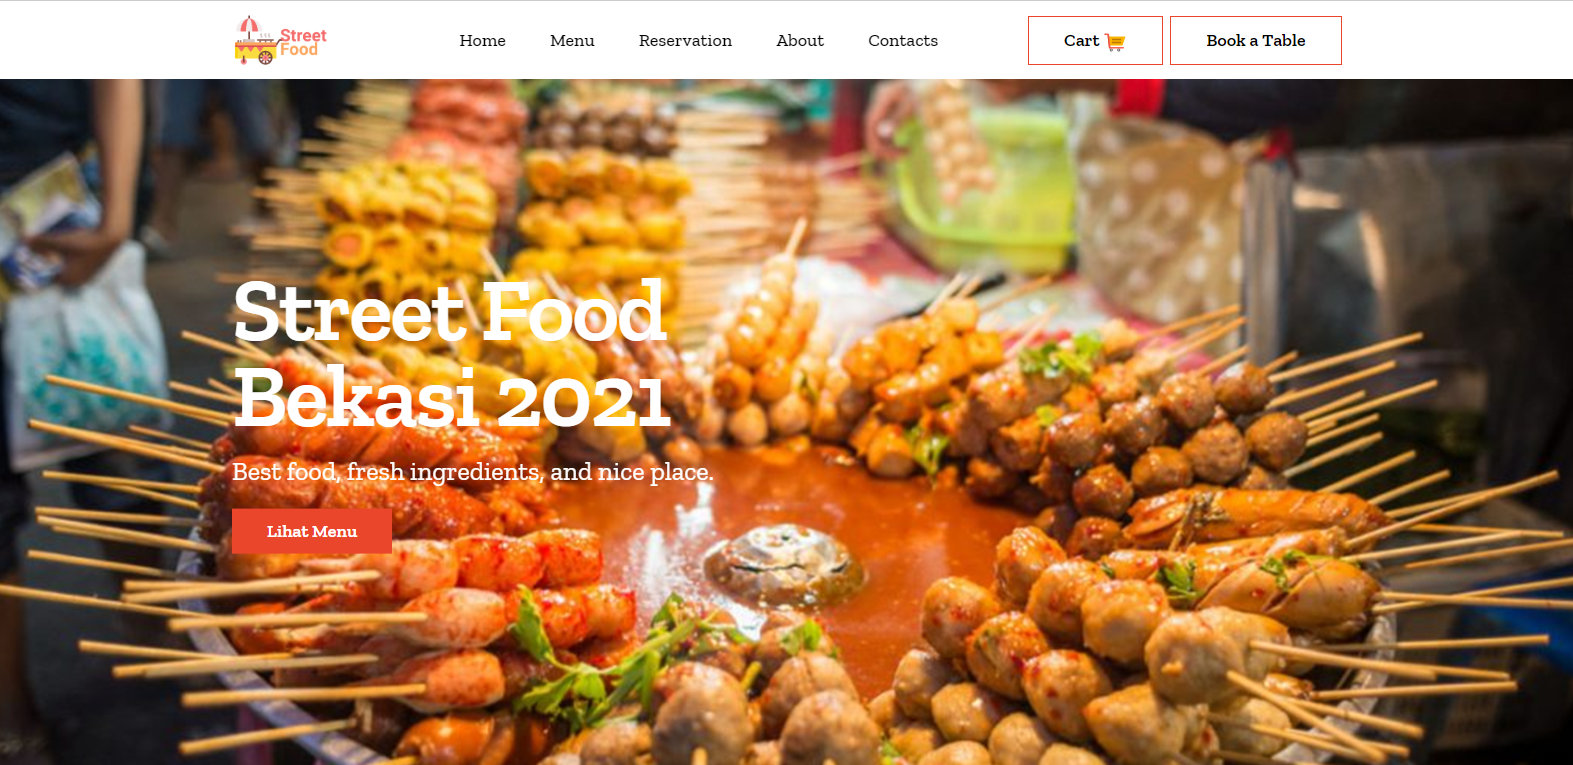 Street
Food
Home
Menu
Reservation
About
Contacts
Cart
Book a Table
Street Food
Bekasi 2021
Best food, fresh ingredients, and nice place.
Lihat Menu